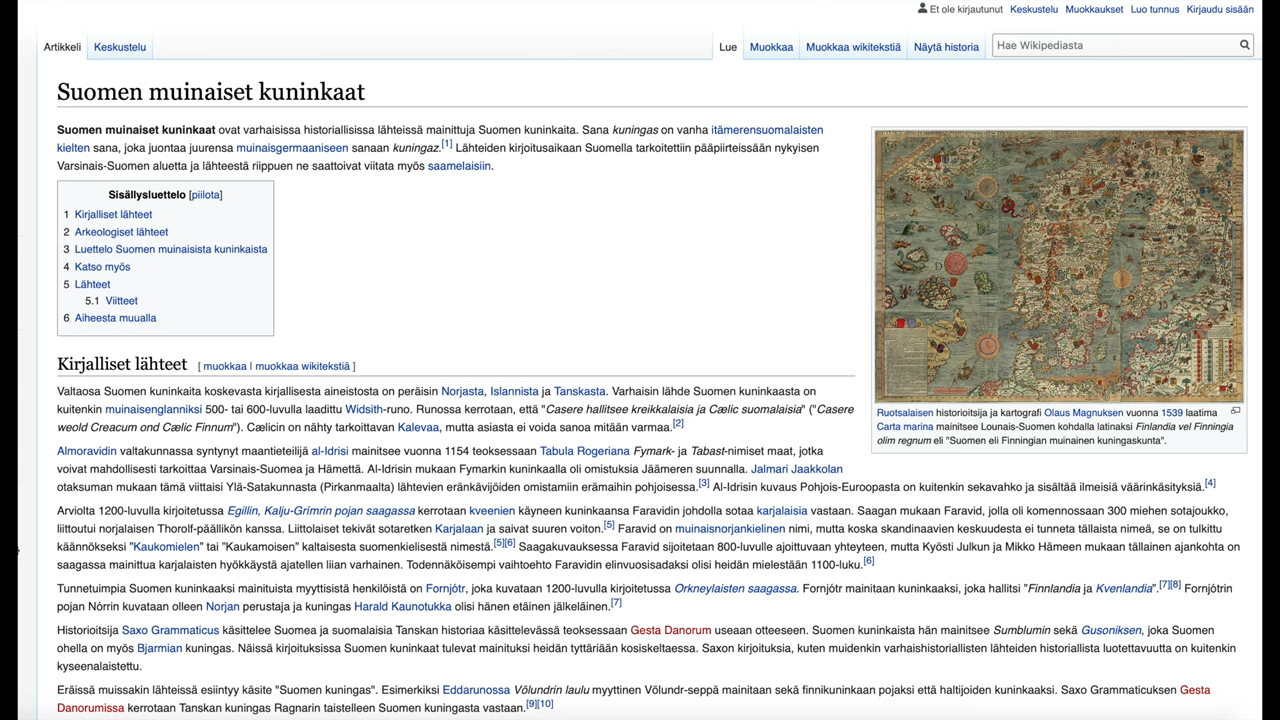 Et ole kirjautunut Keskustelu Muokkaukset Luo tunnus Kirjaudu sisään
Artikkeli Keskustelu Lue Muokkaa Muokkaa wikitekstiä Näytä historia Hae Wikipediasta
Suomen muinaiset kuninkaat
Suomen muinaiset kuninkaat ovat varhaisissa historiallisissa lähteissä mainittuja Suomen kuninkaita. Sana kuningas on vanha itämerensuomalaisten
kielten sana, joka juontaa juurensa muinaisgermaaniseen sanaan kuningaz.[1] Lähteiden kirjoitusaikaan Suomella tarkoitettiin pääpiirteissään nykyisen
Varsinais-Suomen aluetta ja lähteestä riippuen ne saattoivat viitata myös saamelaisiin.
Sisällysluettelo [piilota]
1 Kirjalliset lähteet
2 Arkeologiset lähteet
3 Luettelo Suomen muinaisista kuninkaista
4 Katso myös
5 Lähteet
5.1 Viitteet
6 Aiheesta muualla
Ruotsalaisen historioitsija ja kartografi Olaus Magnuksen vuonna 1539 laatima
Carta marina mainitsee Lounais-Suomen kohdalla latinaksi Finlandia vel Finningia
olim regnum eli "Suomen eli Finningian muinainen kuningaskunta".
Kirjalliset lähteet [ muokkaa | muokkaa wikitekstiä ]
Valtaosa Suomen kuninkaita koskevasta kirjallisesta aineistosta on peräisin Norjasta, Islannista ja Tanskasta. Varhaisin lähde Suomen kuninkaasta on
kuitenkin muinaisenglanniksi 500- tai 600-luvulla laadittu Widsith-runo. Runossa kerrotaan, että "Casere hallitsee kreikkalaisia ja Cælic suomalaisia" ("Casere
weold Creacum ond Cælic Finnum"). Cælicin on nähty tarkoittavan Kalevaa, mutta asiasta ei voida sanoa mitään varmaa.[2]
Almoravidin valtakunnassa syntynyt maantieteilijä al-Idrisi mainitsee vuonna 1154 teoksessaan Tabula Rogeriana Fymark- ja Tabast-nimiset maat, jotka
voivat mahdollisesti tarkoittaa Varsinais-Suomea ja Hämettä. Al-Idrisin mukaan Fymarkin kuninkaalla oli omistuksia Jäämeren suunnalla. Jalmari Jaakkolan
otaksuman mukaan tämä viittaisi Ylä-Satakunnasta (Pirkanmaalta) lähtevien eränkävijöiden omistamiin erämaihin pohjoisessa.[3] Al-Idrisin kuvaus Pohjois-Euroopasta on kuitenkin sekavahko ja sisältää ilmeisiä väärinkäsityksiä.[4]
Arviolta 1200-luvulla kirjoitetussa Egillin, Kalju-Grimrin pojan saagassa kerrotaan kveenien käyneen kuninkaansa Faravidin johdolla sotaa karjalaisia vastaan. Saagan mukaan Faravid, jolla oli komennossaan 300 miehen sotajoukko,
liittoutui norjalaisen Thorolf-päällikön kanssa. Liittolaiset tekivät sotaretken Karjalaan ja saivat suuren voiton.[5] Faravid on muinaisnorjankielinen nimi, mutta koska skandinaavien keskuudesta ei tunneta tällaista nimeä, se on tulkittu
käännökseksi "Kaukomielen" tai "Kaukamoisen" kaltaisesta suomenkielisestä nimestä.[5][6] Saagakuvauksessa Faravid sijoitetaan 800-luvulle ajoittuvaan yhteyteen, mutta Kyösti Julkun ja Mikko Hämeen mukaan tällainen ajankohta on
saagassa mainittua karjalaisten hyökkäystä ajatellen liian varhainen. Todennäköisempi vaihtoehto Faravidin elinvuosisadaksi olisi heidän mielestään 1100-luku.[6]
Tunnetuimpia Suomen kuninkaiksi mainituista myyttisistä henkilöistä on Fornjótr, joka kuvataan 1200-luvulla kirjoitetussa Orkneylaisten saagassa. Fornjótr mainitaan kuninkaaksi, joka hallitsi "Finnlandia ja Kvenlandia".[7][8] Fornjótrin
pojan Nórrin kuvataan olleen Norjan perustaja ja kuningas Harald Kaunotukka olisi hänen etäinen jälkeläinen.[7]
Historioitsija Saxo Grammaticus käsittelee Suomea ja suomalaisia Tanskan historiaa käsittelevässä teoksessaan Gesta Danorum useaan otteeseen. Suomen kuninkaista hän mainitsee Sumblumin sekä Gusoniksen, joka Suomen
ohella on myös Bjarmian kuningas. Näissä kirjoituksissa Suomen kuninkaat tulevat mainituksi heidän tyttäriään kosiskeltaessa. Saxon kirjoituksia, kuten muidenkin varhaishistoriallisten lähteiden historiallista luotettavuutta on kuitenkin
kyseenalaistettu.
Eräissä muissakin lähteissä esiintyy käsite "Suomen kuningas". Esimerkiksi Eddarunossa Völundrin laulu myyttinen Völundr-seppä mainitaan sekä finnikuninkaan pojaksi että haltijoiden kuninkaaksi. Saxo Grammaticuksen Gesta
Danorumissa kerrotaan Tanskan kuningas Ragnarin taistelleen Suomen kuningasta vastaan.[9][10]